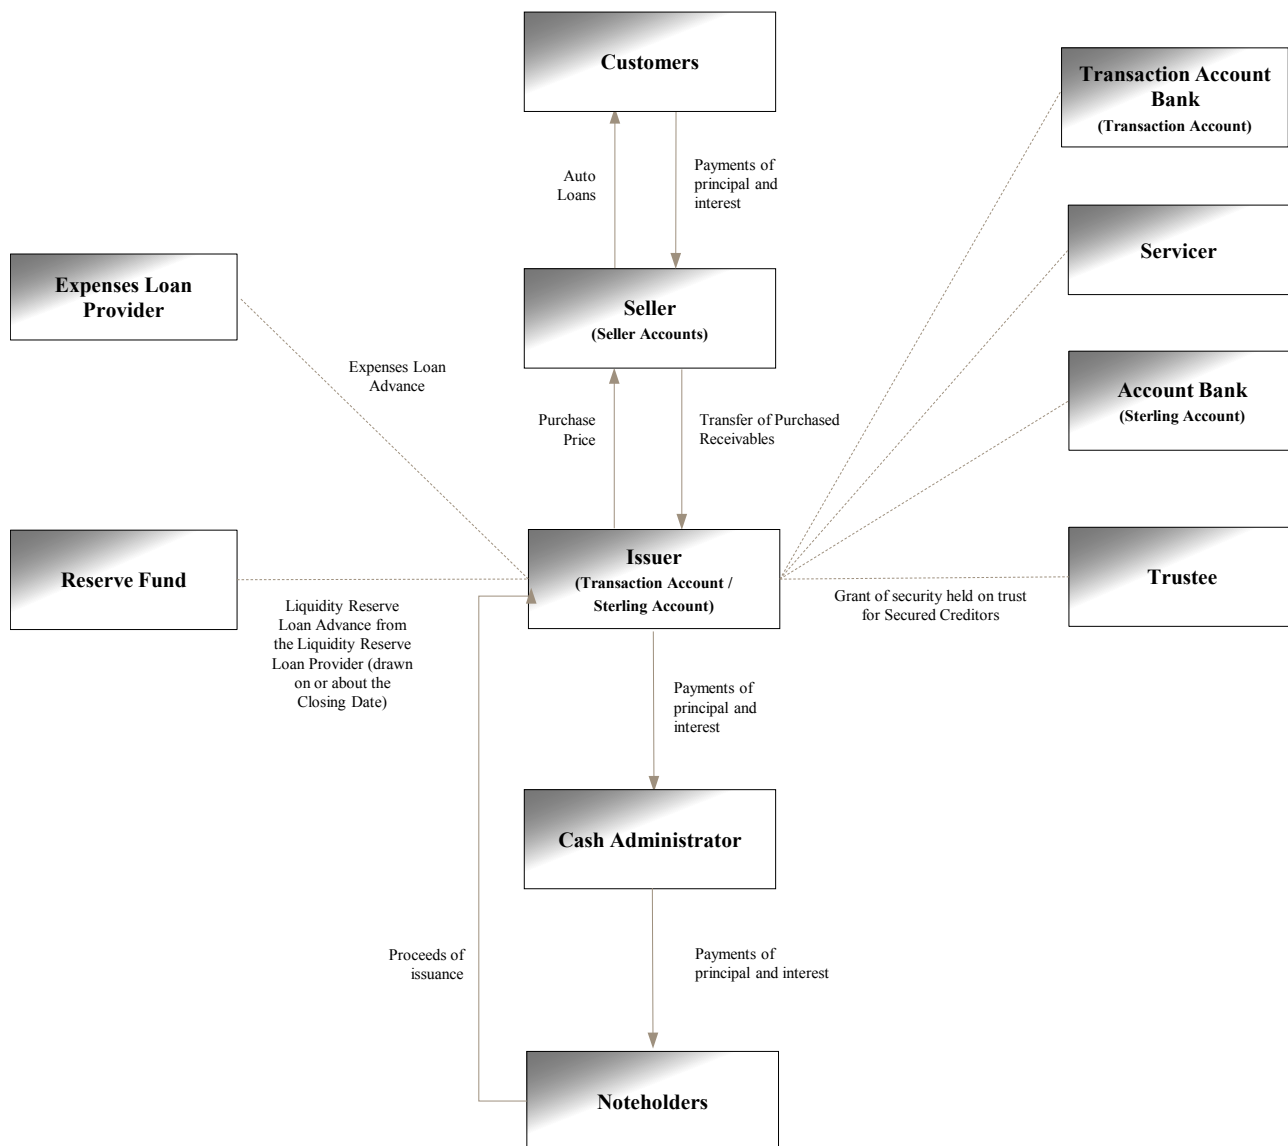 Customers
Transaction Account
Bank
(Transaction Account)
Auto
Loans
Payments of
principal and
interest
Servicer
Expenses Loan
Provider
Seller
(Seller Accounts)
Expenses Loan
Advance
Account Bank
(Sterling Account)
Purchase
Price
Transfer of Purchased
Receivables
Reserve Fund
Issuer
(Transaction Account /
Sterling Account)
Trustee
Liquidity Reserve
Loan Advance from
the Liquidity Reserve
Loan Provider (drawn
on or about the
Closing Date)
Grant of security held on trust
for Secured Creditors
Payments of
principal and
interest
Cash Administrator
Proceeds of
issuance
Payments of
principal and interest
Noteholders